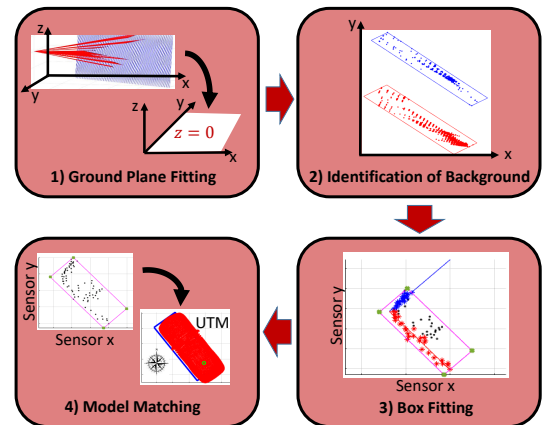 z
x
y
z
y
z = 0
x
1) Ground Plane Fitting
y
x
2) Identification of Background
Sensor y
Sensor x
3) Box Fitting
Sensor y
Sensor x
UTM
4) Model Matching